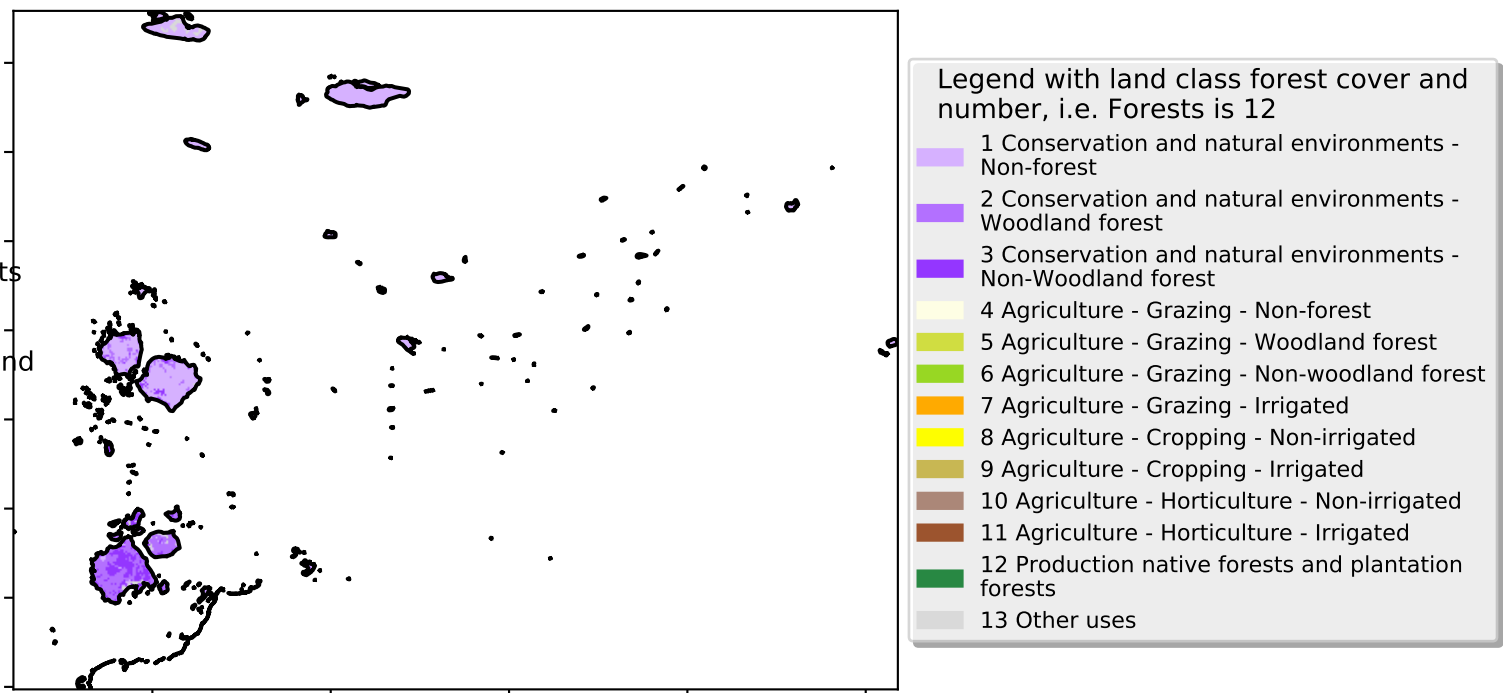 ts
nd
Legend with land class forest cover and
number, i.e. Forests is 12
1 Conservation and natural environments -
Non-forest
2 Conservation and natural environments -
Woodland forest
3 Conservation and natural environments -
Non-Woodland forest
4 Agriculture - Grazing - Non-forest
5 Agriculture - Grazing - Woodland forest
6 Agriculture - Grazing - Non-woodland forest
7 Agriculture - Grazing - Irrigated
8 Agriculture - Cropping - Non-irrigated
9 Agriculture - Cropping - Irrigated
10 Agriculture - Horticulture - Non-irrigated
11 Agriculture - Horticulture - Irrigated
12 Production native forests and plantation
forests
13 Other uses